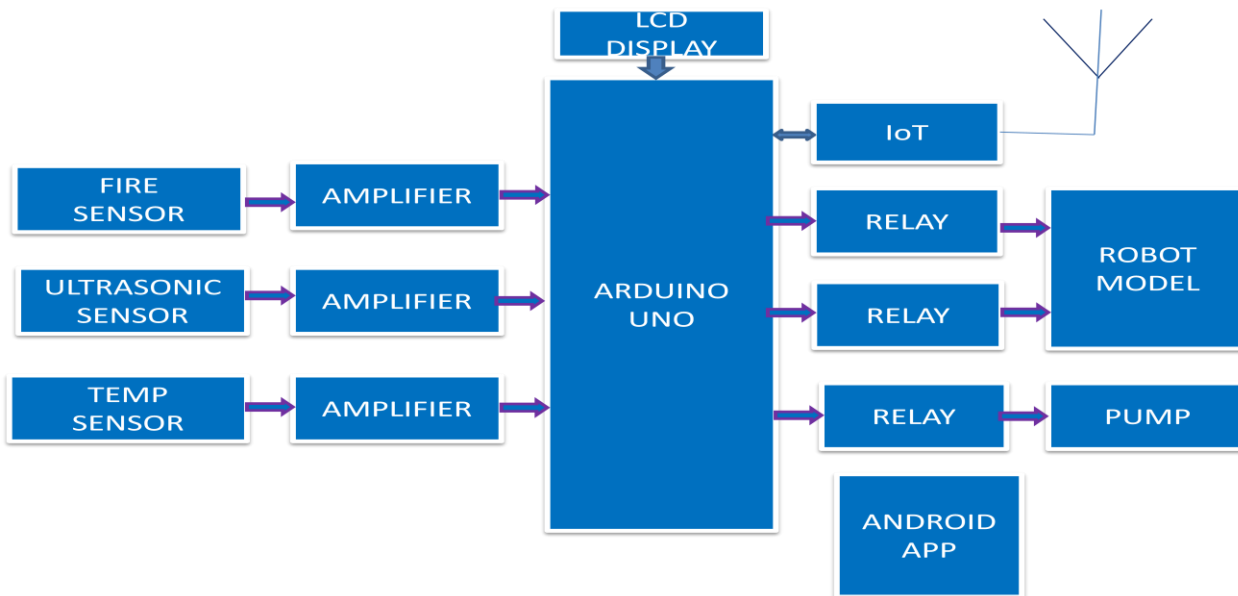 LCD
DISPLAY
IoT
FIRE
SENSOR
AMPLIFIER
RELAY
ROBOT
MODEL
ULTRASONIC
SENSOR
AMPLIFIER
ARDUINO
UNO
RELAY
TEMP
SENSOR
AMPLIFIER
RELAY
PUMP
ANDROID
APP